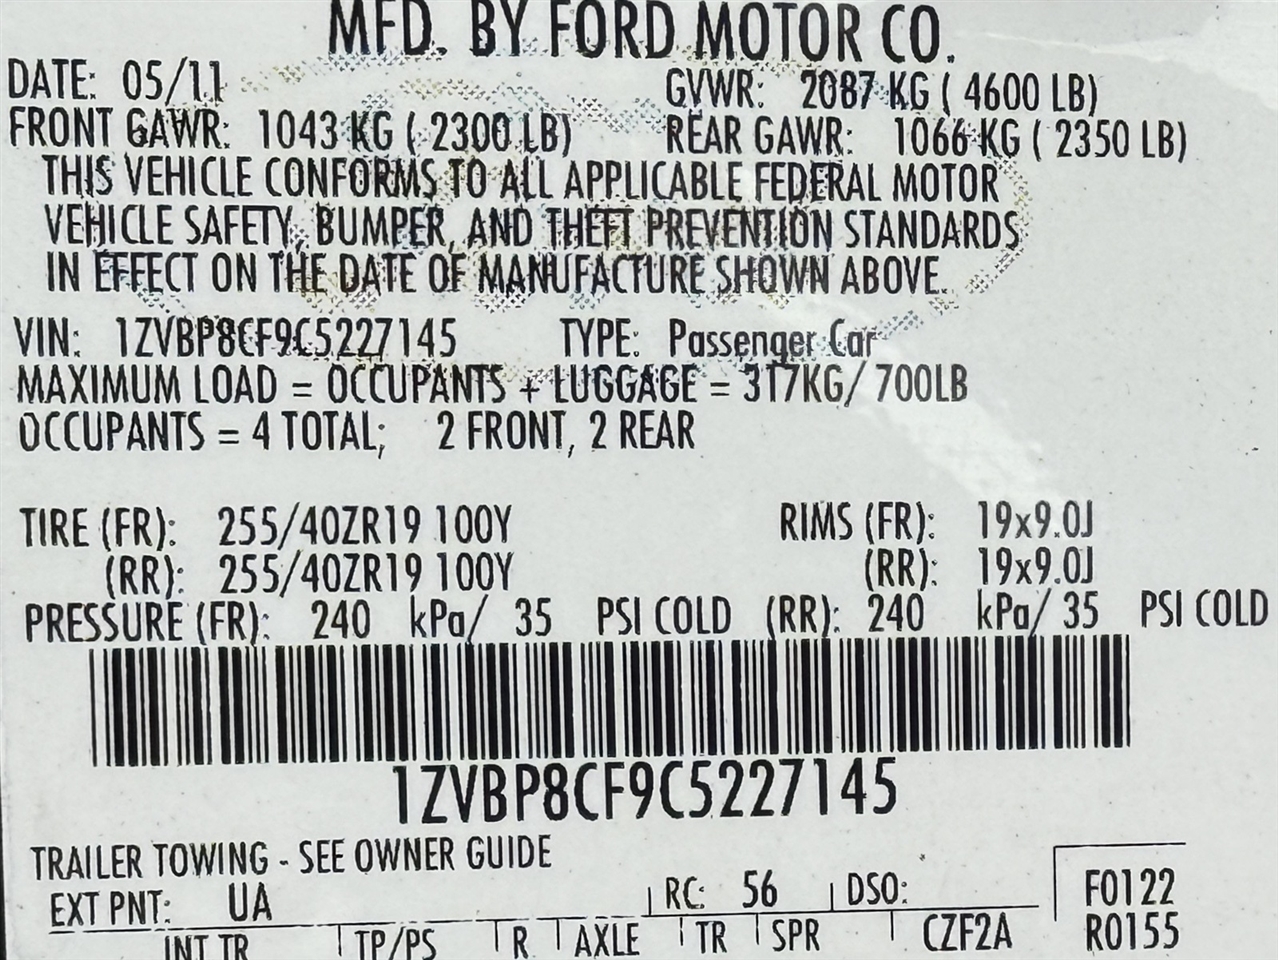 MFD. BY FORD MOTOR CO.
DATE: 05/11 GVWR: 2087 KG ( 4600 LB)
FRONT GAWR: 1043 KG ( 2300 LB) REAR GAWR: 1066 KG ( 2350 LB)
THIS VEHICLE CONFORMS TO ALL APPLICABLE FEDERAL MOTOR
VEHICLE SAFETY, BUMPER, AND THEFT PREVENTION STANDARDS
IN EFFECT ON THE DATE OF MANUFACTURE SHOWN ABOVE.
VIN: 1ZVBP8CF9C5227145 TYPE: Passenger Car
MAXIMUM LOAD = OCCUPANTS + LUGGAGE = 317KG/ 700LB
OCCUPANTS = 4 TOTAL; 2 FRONT, 2 REAR
TIRE (FR): 255/40ZR19 100Y RIMS (FR): 19x9.0J
(RR): 255/40ZR19 100Y (RR): 19x9.0J
PRESSURE (FR): 240 kPa/ 35 PSI COLD (RR): 240 kPa/ 35 PSI COLD
1ZVBP8CF9C5227145
TRAILER TOWING - SEE OWNER GUIDE
EXT PNT: UA RC: 56 DSO: F0122
INT TR TP/PS R AXLE TR SPR CZF2A R0155